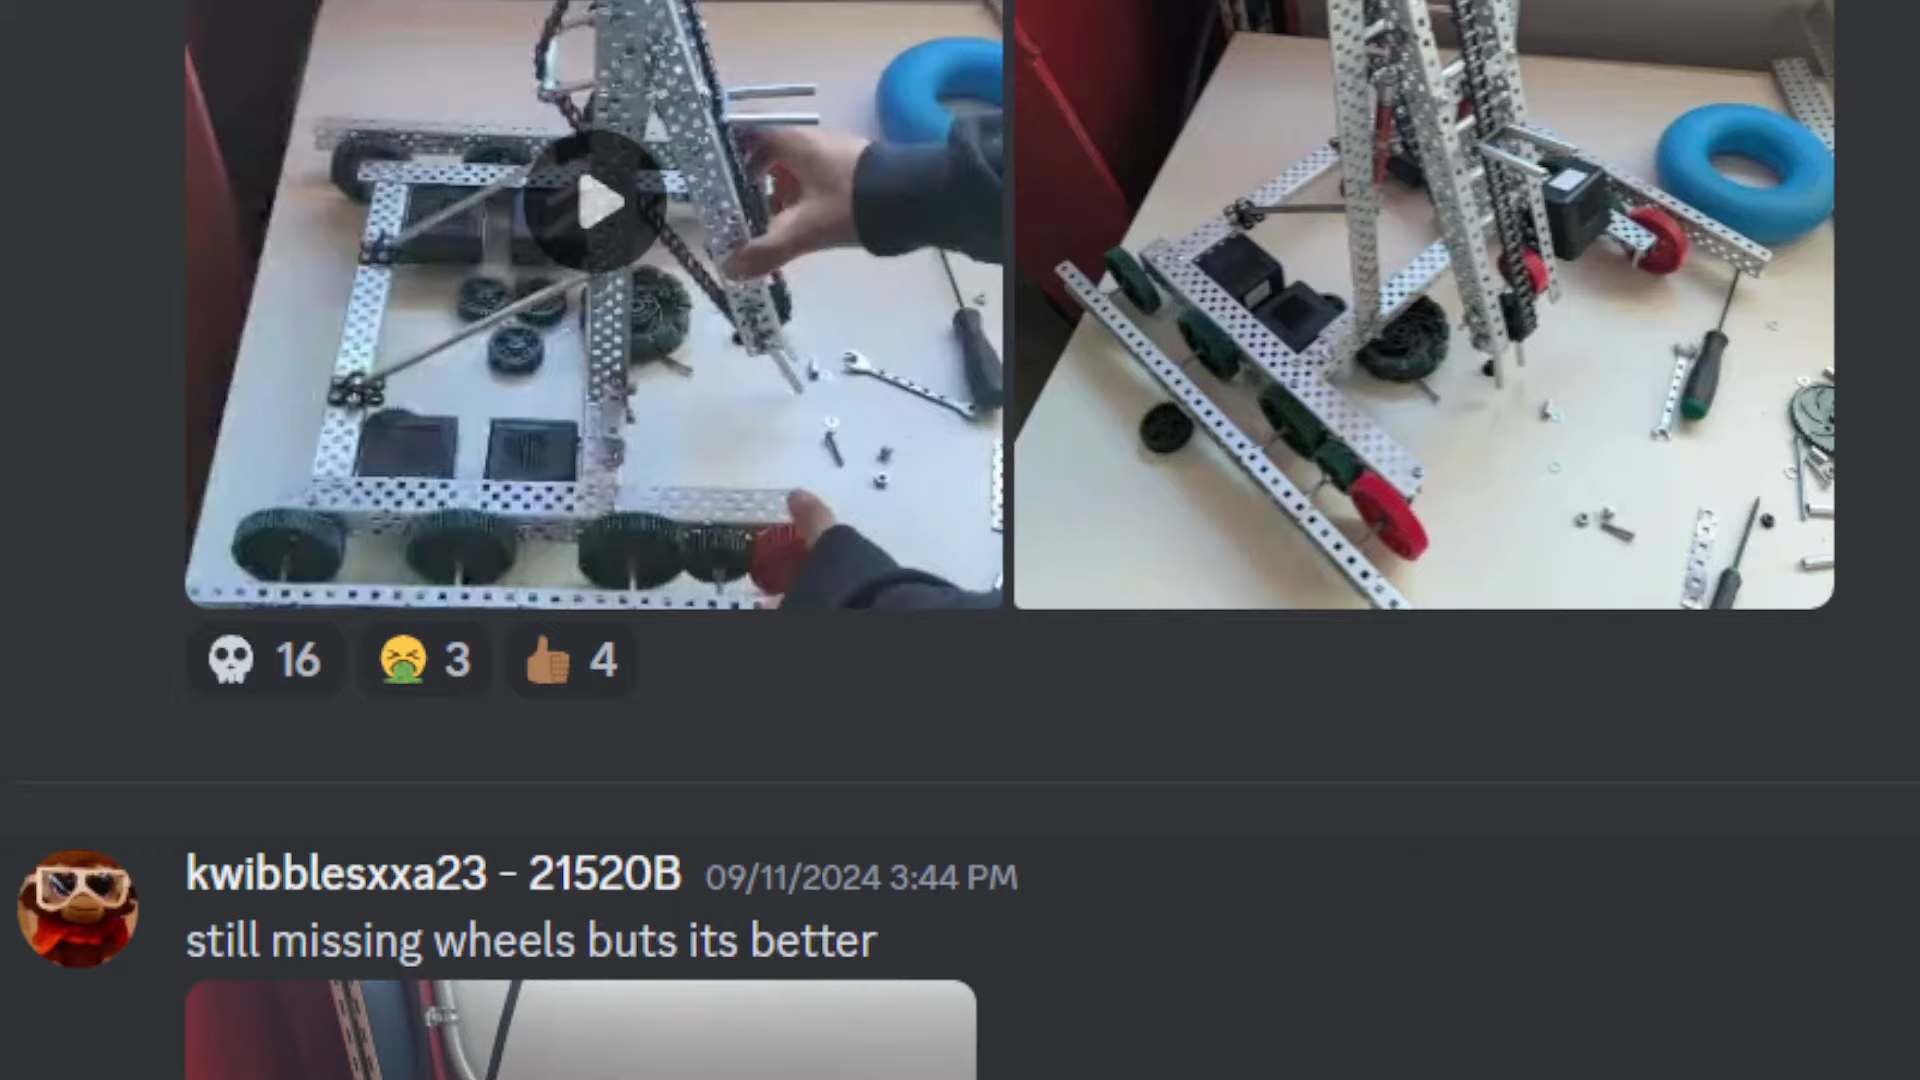 16 3 4
kwibblesxxa23 - 21520B 09/11/2024 3:44 PM
still missing wheels buts its better